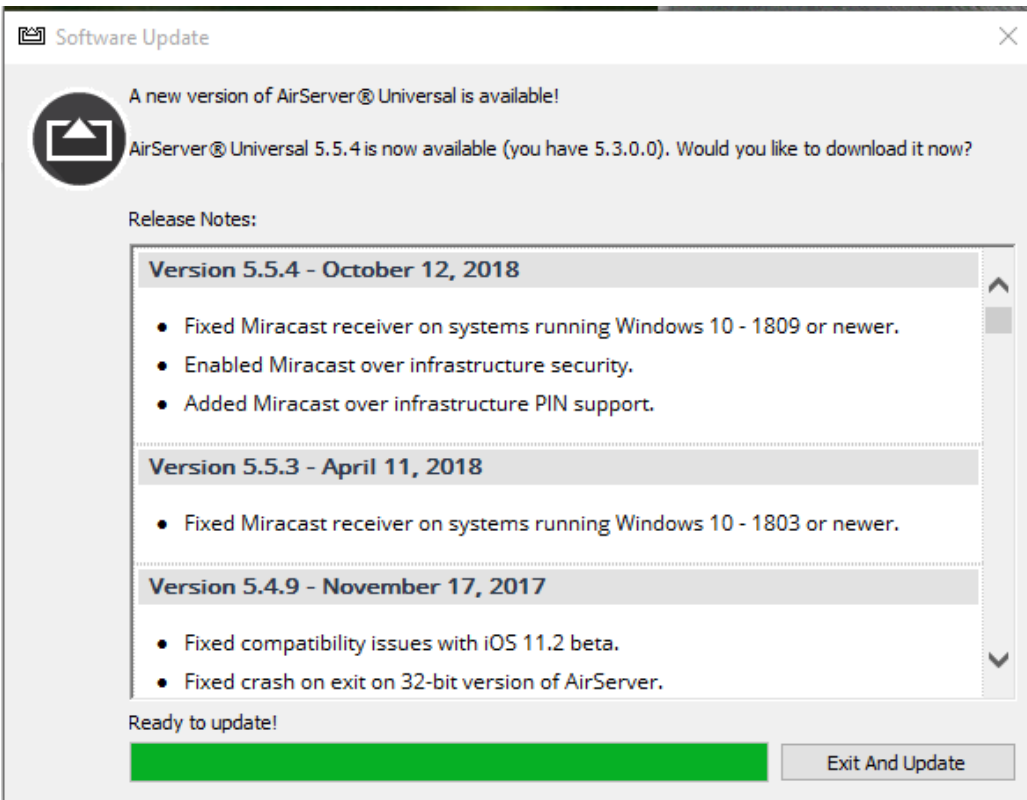 Software Update
A new version of AirServer® Universal is available!
AirServer® Universal 5.5.4 is now available (you have 5.3.0.0). Would you like to download it now?
Release Notes:
Version 5.5.4 - October 12, 2018
● Fixed Miracast receiver on systems running Windows 10 - 1809 or newer.
● Enabled Miracast over infrastructure security.
● Added Miracast over infrastructure PIN support.
Version 5.5.3 - April 11, 2018
● Fixed Miracast receiver on systems running Windows 10 - 1803 or newer.
Version 5.4.9 - November 17, 2017
● Fixed compatibility issues with iOS 11.2 beta.
● Fixed crash on exit on 32-bit version of AirServer.
Ready to update!
Exit And Update